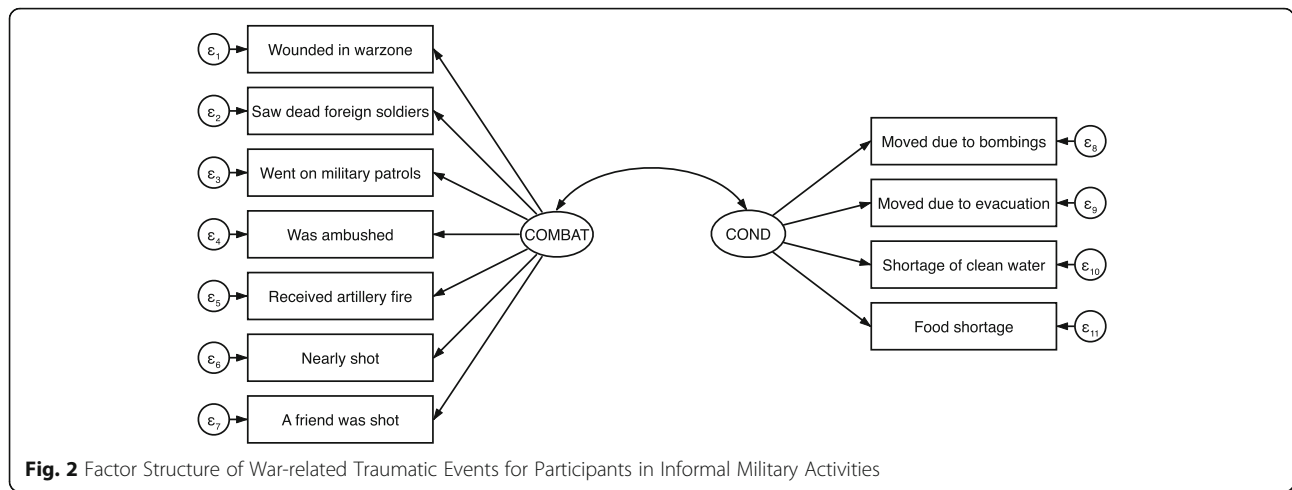 ε1
Wounded in warzone
ε2
Saw dead foreign soldiers
ε3
Went on military patrols
ε4
Was ambushed
ε5
Received artillery fire
ε6
Nearly shot
ε7
A friend was shot
COMBAT
COND
Moved due to bombings
ε8
Moved due to evacuation
ε9
Shortage of clean water
ε10
Food shortage
ε11
Fig. 2 Factor Structure of War-related Traumatic Events for Participants in Informal Military Activities